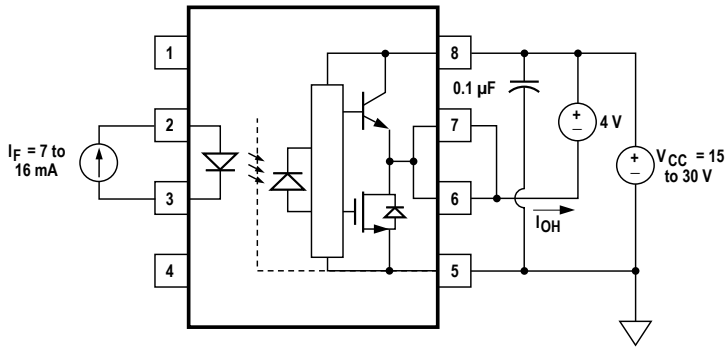 1
8
0.1 µF
2
7
+
4 V
–
I_F = 7 to
16 mA
+
–
V_CC = 15
to 30 V
3
6
I_OH
4
5